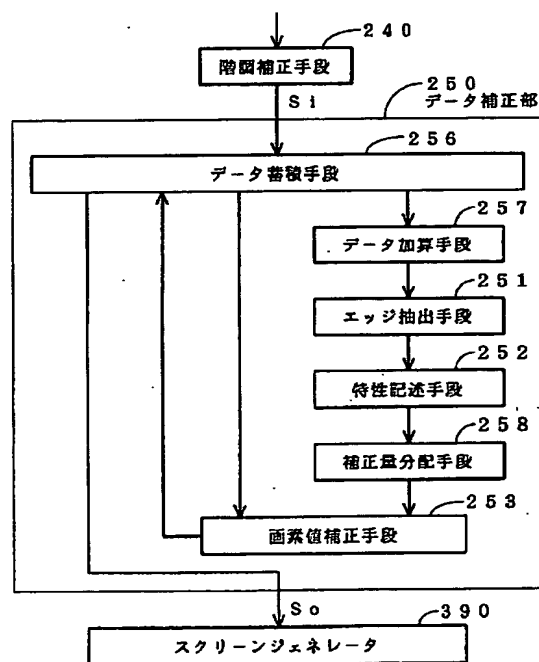 240
階調補正手段
Si
250
データ補正部
256
データ蓄積手段
257
データ加算手段
251
エッジ抽出手段
252
特性記述手段
258
補正量分配手段
253
画素値補正手段
So
390
スクリーンジェネレータ